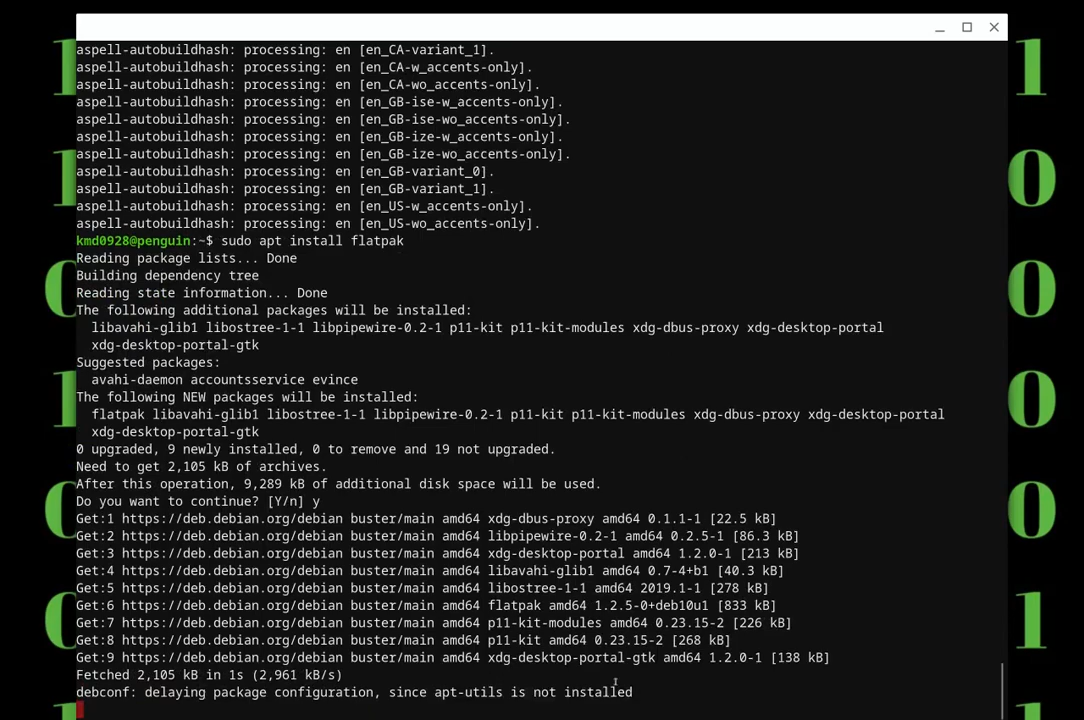 aspell-autobuildhash: processing: en [en_CA-variant_1].
aspell-autobuildhash: processing: en [en_CA-w_accents-only].
aspell-autobuildhash: processing: en [en_CA-wo_accents-only].
aspell-autobuildhash: processing: en [en_GB-ise-w_accents-only].
aspell-autobuildhash: processing: en [en_GB-ise-wo_accents-only].
aspell-autobuildhash: processing: en [en_GB-ize-w_accents-only].
aspell-autobuildhash: processing: en [en_GB-ize-wo_accents-only].
aspell-autobuildhash: processing: en [en_GB-variant_0].
aspell-autobuildhash: processing: en [en_GB-variant_1].
aspell-autobuildhash: processing: en [en_US-w_accents-only].
aspell-autobuildhash: processing: en [en_US-wo_accents-only].
kmd0928@penguin:~$ sudo apt install flatpak
Reading package lists... Done
Building dependency tree
Reading state information... Done
The following additional packages will be installed:
  libavahi-glib1 libostree-1-1 libpipewire-0.2-1 p11-kit p11-kit-modules xdg-dbus-proxy xdg-desktop-portal
  xdg-desktop-portal-gtk
Suggested packages:
  avahi-daemon accountsservice evince
The following NEW packages will be installed:
  flatpak libavahi-glib1 libostree-1-1 libpipewire-0.2-1 p11-kit p11-kit-modules xdg-dbus-proxy xdg-desktop-portal
  xdg-desktop-portal-gtk
0 upgraded, 9 newly installed, 0 to remove and 19 not upgraded.
Need to get 2,105 kB of archives.
After this operation, 9,289 kB of additional disk space will be used.
Do you want to continue? [Y/n] y
Get:1 https://deb.debian.org/debian buster/main amd64 xdg-dbus-proxy amd64 0.1.1-1 [22.5 kB]
Get:2 https://deb.debian.org/debian buster/main amd64 libpipewire-0.2-1 amd64 0.2.5-1 [86.3 kB]
Get:3 https://deb.debian.org/debian buster/main amd64 xdg-desktop-portal amd64 1.2.0-1 [213 kB]
Get:4 https://deb.debian.org/debian buster/main amd64 libavahi-glib1 amd64 0.7-4+b1 [40.3 kB]
Get:5 https://deb.debian.org/debian buster/main amd64 libostree-1-1 amd64 2019.1-1 [278 kB]
Get:6 https://deb.debian.org/debian buster/main amd64 flatpak amd64 1.2.5-0+deb10u1 [833 kB]
Get:7 https://deb.debian.org/debian buster/main amd64 p11-kit-modules amd64 0.23.15-2 [226 kB]
Get:8 https://deb.debian.org/debian buster/main amd64 p11-kit amd64 0.23.15-2 [268 kB]
Get:9 https://deb.debian.org/debian buster/main amd64 xdg-desktop-portal-gtk amd64 1.2.0-1 [138 kB]
Fetched 2,105 kB in 1s (2,961 kB/s)
debconf: delaying package configuration, since apt-utils is not installed
1
1
0
1
0
0
1
1
0
0
0
0
1
1